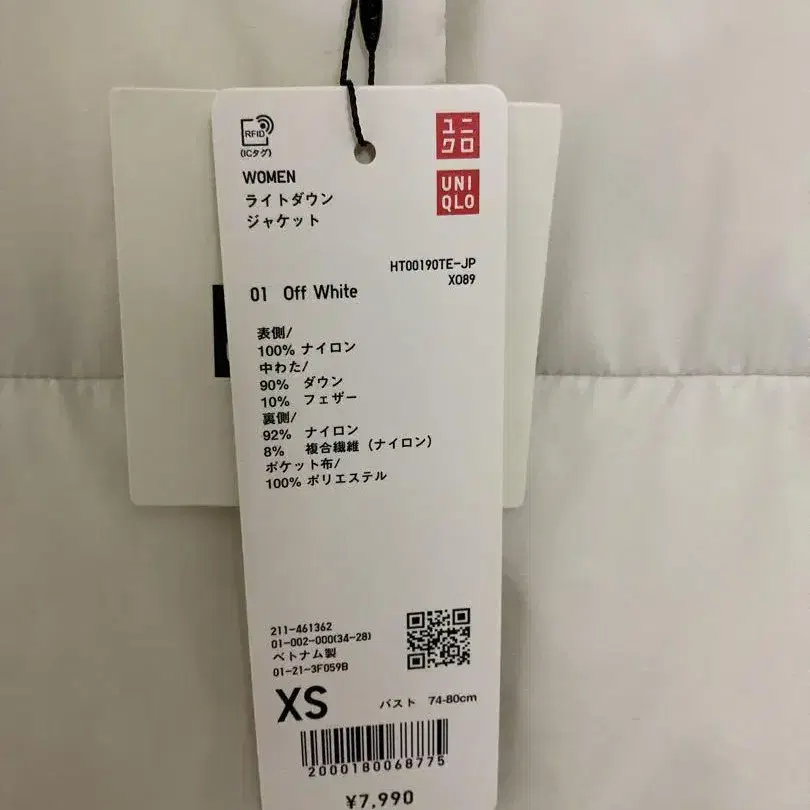 RFID
(ICタグ)
ユニ
クロ
UNI
QLO
WOMEN
ライトダウン
ジャケット
HT00190TE-JP
X089
01 Off White
表側/
100% ナイロン
中わた/
90% ダウン
10% フェザー
裏側/
92% ナイロン
8% 複合繊維 (ナイロン)
ポケット布/
100% ポリエステル
211-461362
01-002-000(34-28)
ベトナム製
01-21-3F059B
XS
バスト 74-80cm
2000180068775
¥7,990